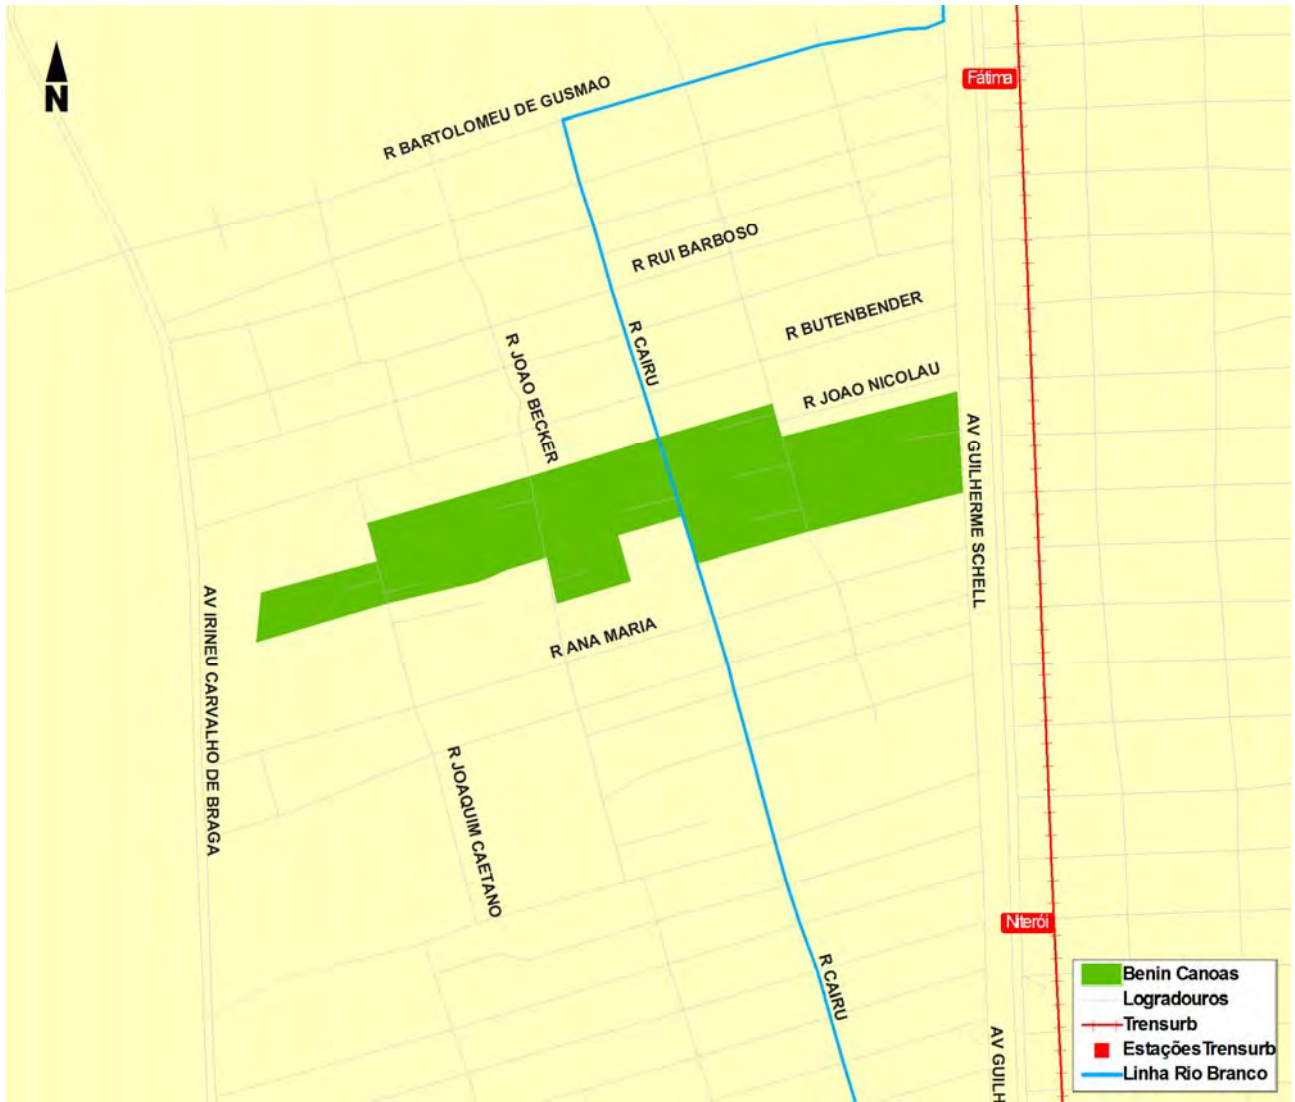 N
Fátima
R BARTOLOMEU DE GUSMAO
R RUI BARBOSO
R BUTENBENDER
R CAIRU
R JOAO BECKER
R JOAO NICOLAU
AV GUILHERME SCHELL
AV IRINEU CARVALHO DE BRAGA
R ANA MARIA
R JOAQUIM CAETANO
Niterói
R CAIRU
AV GUILH
Benin Canoas
Logradouros
Trensurb
Estações Trensurb
Linha Rio Branco